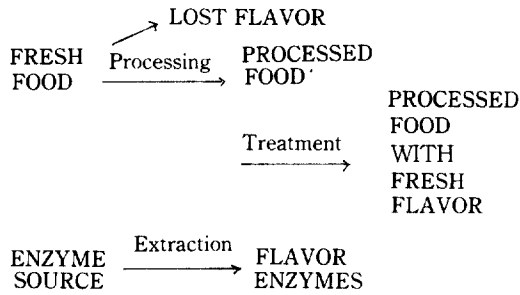 LOST FLAVOR
FRESH
FOOD
Processing
PROCESSED
FOOD
Treatment
PROCESSED
FOOD
WITH
FRESH
FLAVOR
ENZYME
SOURCE
Extraction
FLAVOR
ENZYMES